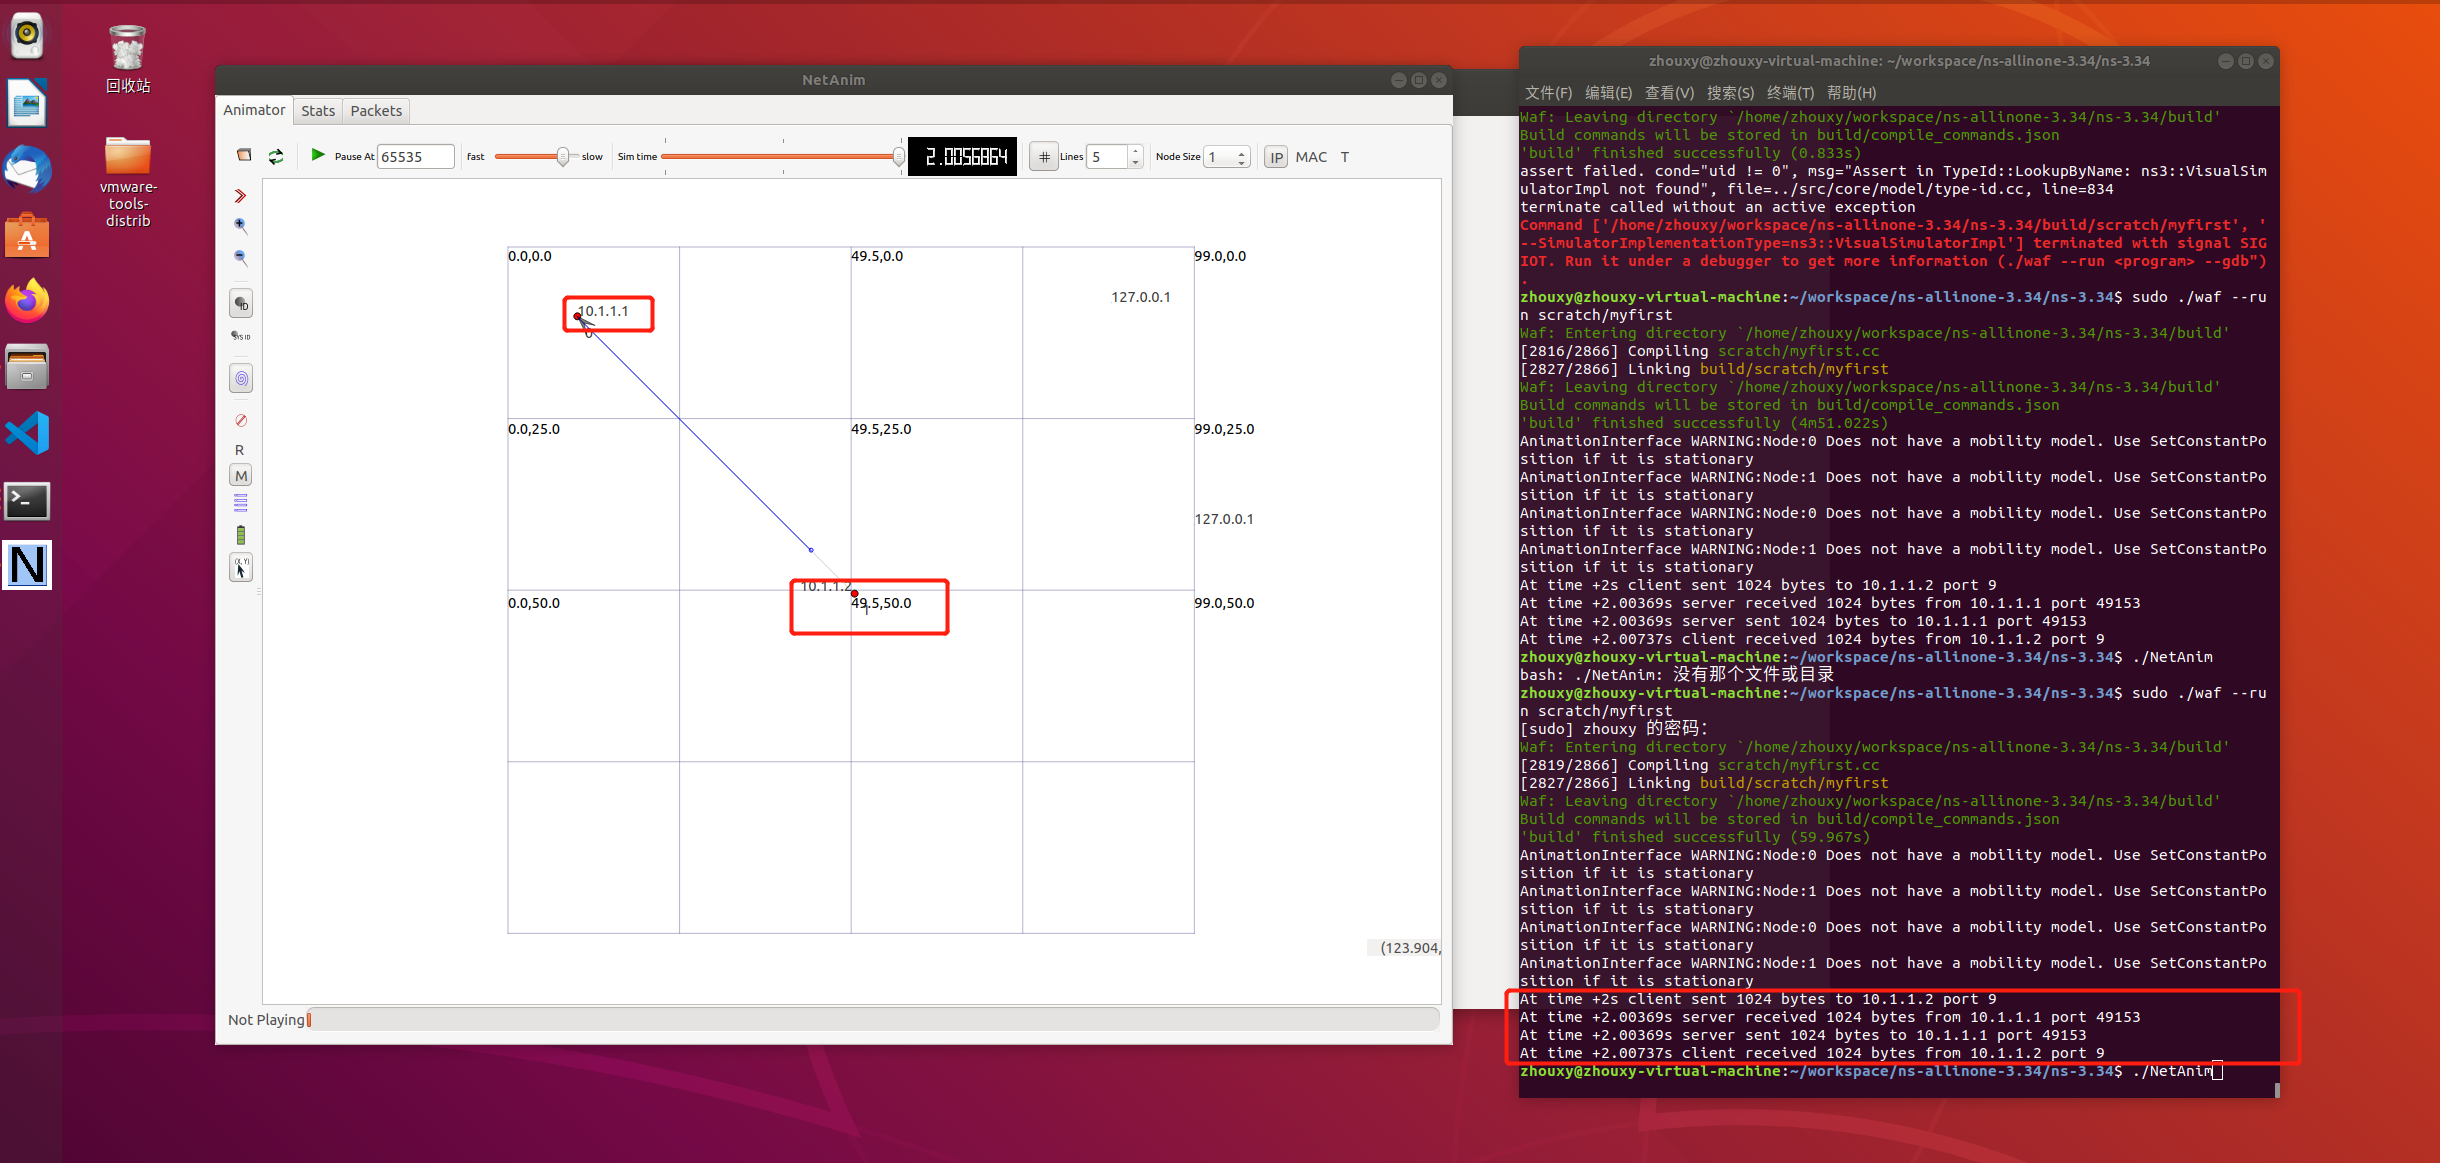 回收站
vmware-
tools-
distrib
NetAnim
Animator Stats Packets
Pause At 65535 fast slow Sim time 2.0056864 # Lines 5 Node Size 1 IP MAC T
ID
SYS ID
R
M
(X, Y)
0.0,0.0 49.5,0.0 99.0,0.0
127.0.0.1
10.1.1.1
0
0.0,25.0 49.5,25.0 99.0,25.0
127.0.0.1
10.1.1.2
0.0,50.0 49.5,50.0 99.0,50.0
1
(123.904,
Not Playing
zhouxy@zhouxy-virtual-machine: ~/workspace/ns-allinone-3.34/ns-3.34
文件(F) 编辑(E) 查看(V) 搜索(S) 终端(T) 帮助(H)
Waf: Leaving directory `/home/zhouxy/workspace/ns-allinone-3.34/ns-3.34/build'
Build commands will be stored in build/compile_commands.json
'build' finished successfully (0.833s)
assert failed. cond="uid != 0", msg="Assert in TypeId::LookupByName: ns3::VisualSim
ulatorImpl not found", file=../src/core/model/type-id.cc, line=834
terminate called without an active exception
Command ['/home/zhouxy/workspace/ns-allinone-3.34/ns-3.34/build/scratch/myfirst', '
--SimulatorImplementationType=ns3::VisualSimulatorImpl'] terminated with signal SIG
IOT. Run it under a debugger to get more information (./waf --run <program> --gdb")
.
zhouxy@zhouxy-virtual-machine:~/workspace/ns-allinone-3.34/ns-3.34$ sudo ./waf --ru
n scratch/myfirst
Waf: Entering directory `/home/zhouxy/workspace/ns-allinone-3.34/ns-3.34/build'
[2816/2866] Compiling scratch/myfirst.cc
[2827/2866] Linking build/scratch/myfirst
Waf: Leaving directory `/home/zhouxy/workspace/ns-allinone-3.34/ns-3.34/build'
Build commands will be stored in build/compile_commands.json
'build' finished successfully (4m51.022s)
AnimationInterface WARNING:Node:0 Does not have a mobility model. Use SetConstantPo
sition if it is stationary
AnimationInterface WARNING:Node:1 Does not have a mobility model. Use SetConstantPo
sition if it is stationary
AnimationInterface WARNING:Node:0 Does not have a mobility model. Use SetConstantPo
sition if it is stationary
AnimationInterface WARNING:Node:1 Does not have a mobility model. Use SetConstantPo
sition if it is stationary
At time +2s client sent 1024 bytes to 10.1.1.2 port 9
At time +2.00369s server received 1024 bytes from 10.1.1.1 port 49153
At time +2.00369s server sent 1024 bytes to 10.1.1.1 port 49153
At time +2.00737s client received 1024 bytes from 10.1.1.2 port 9
zhouxy@zhouxy-virtual-machine:~/workspace/ns-allinone-3.34/ns-3.34$ ./NetAnim
bash: ./NetAnim: 没有那个文件或目录
zhouxy@zhouxy-virtual-machine:~/workspace/ns-allinone-3.34/ns-3.34$ sudo ./waf --ru
n scratch/myfirst
[sudo] zhouxy 的密码：
Waf: Entering directory `/home/zhouxy/workspace/ns-allinone-3.34/ns-3.34/build'
[2819/2866] Compiling scratch/myfirst.cc
[2827/2866] Linking build/scratch/myfirst
Waf: Leaving directory `/home/zhouxy/workspace/ns-allinone-3.34/ns-3.34/build'
Build commands will be stored in build/compile_commands.json
'build' finished successfully (59.967s)
AnimationInterface WARNING:Node:0 Does not have a mobility model. Use SetConstantPo
sition if it is stationary
AnimationInterface WARNING:Node:1 Does not have a mobility model. Use SetConstantPo
sition if it is stationary
AnimationInterface WARNING:Node:0 Does not have a mobility model. Use SetConstantPo
sition if it is stationary
AnimationInterface WARNING:Node:1 Does not have a mobility model. Use SetConstantPo
sition if it is stationary
At time +2s client sent 1024 bytes to 10.1.1.2 port 9
At time +2.00369s server received 1024 bytes from 10.1.1.1 port 49153
At time +2.00369s server sent 1024 bytes to 10.1.1.1 port 49153
At time +2.00737s client received 1024 bytes from 10.1.1.2 port 9
zhouxy@zhouxy-virtual-machine:~/workspace/ns-allinone-3.34/ns-3.34$ ./NetAnim